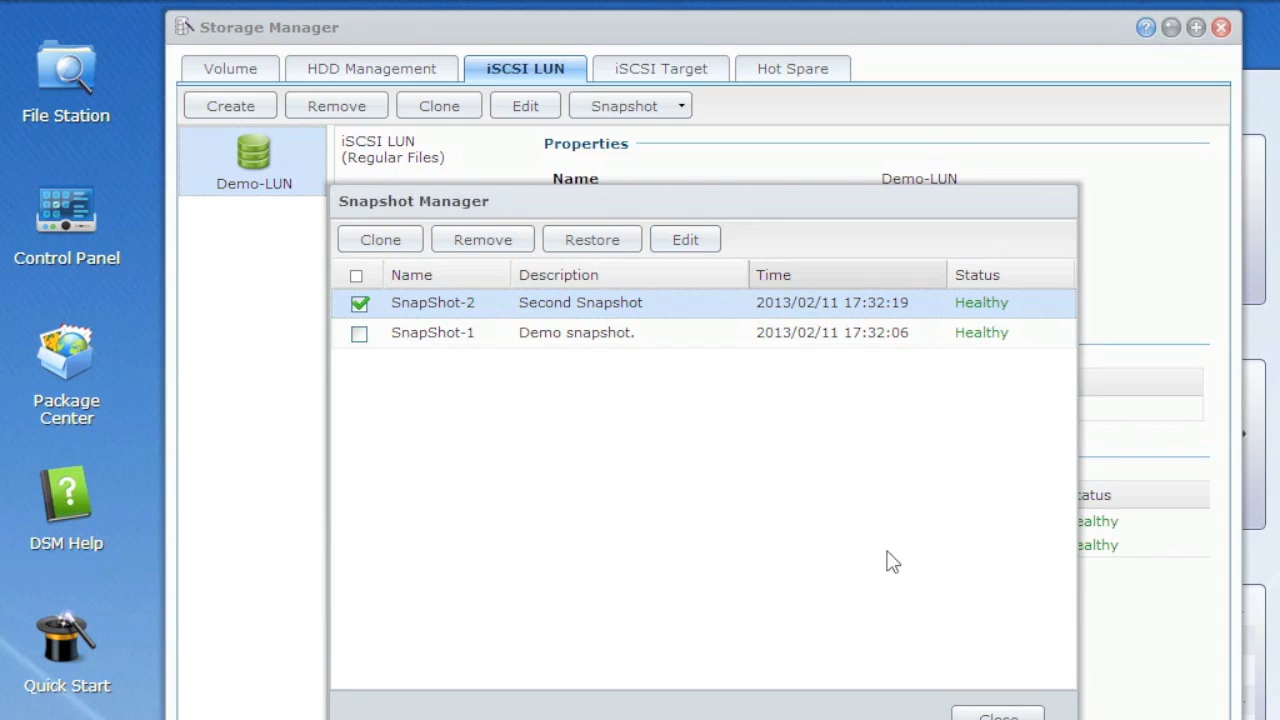 Storage Manager
Volume
HDD Management
iSCSI LUN
iSCSI Target
Hot Spare
Create
Remove
Clone
Edit
Snapshot
File Station
Control Panel
Package
Center
DSM Help
Quick Start
Demo-LUN
iSCSI LUN
(Regular Files)
Properties
Name Demo-LUN
Snapshot Manager
Clone
Remove
Restore
Edit
Name Description Time Status
SnapShot-2 Second Snapshot 2013/02/11 17:32:19 Healthy
SnapShot-1 Demo snapshot. 2013/02/11 17:32:06 Healthy
Close